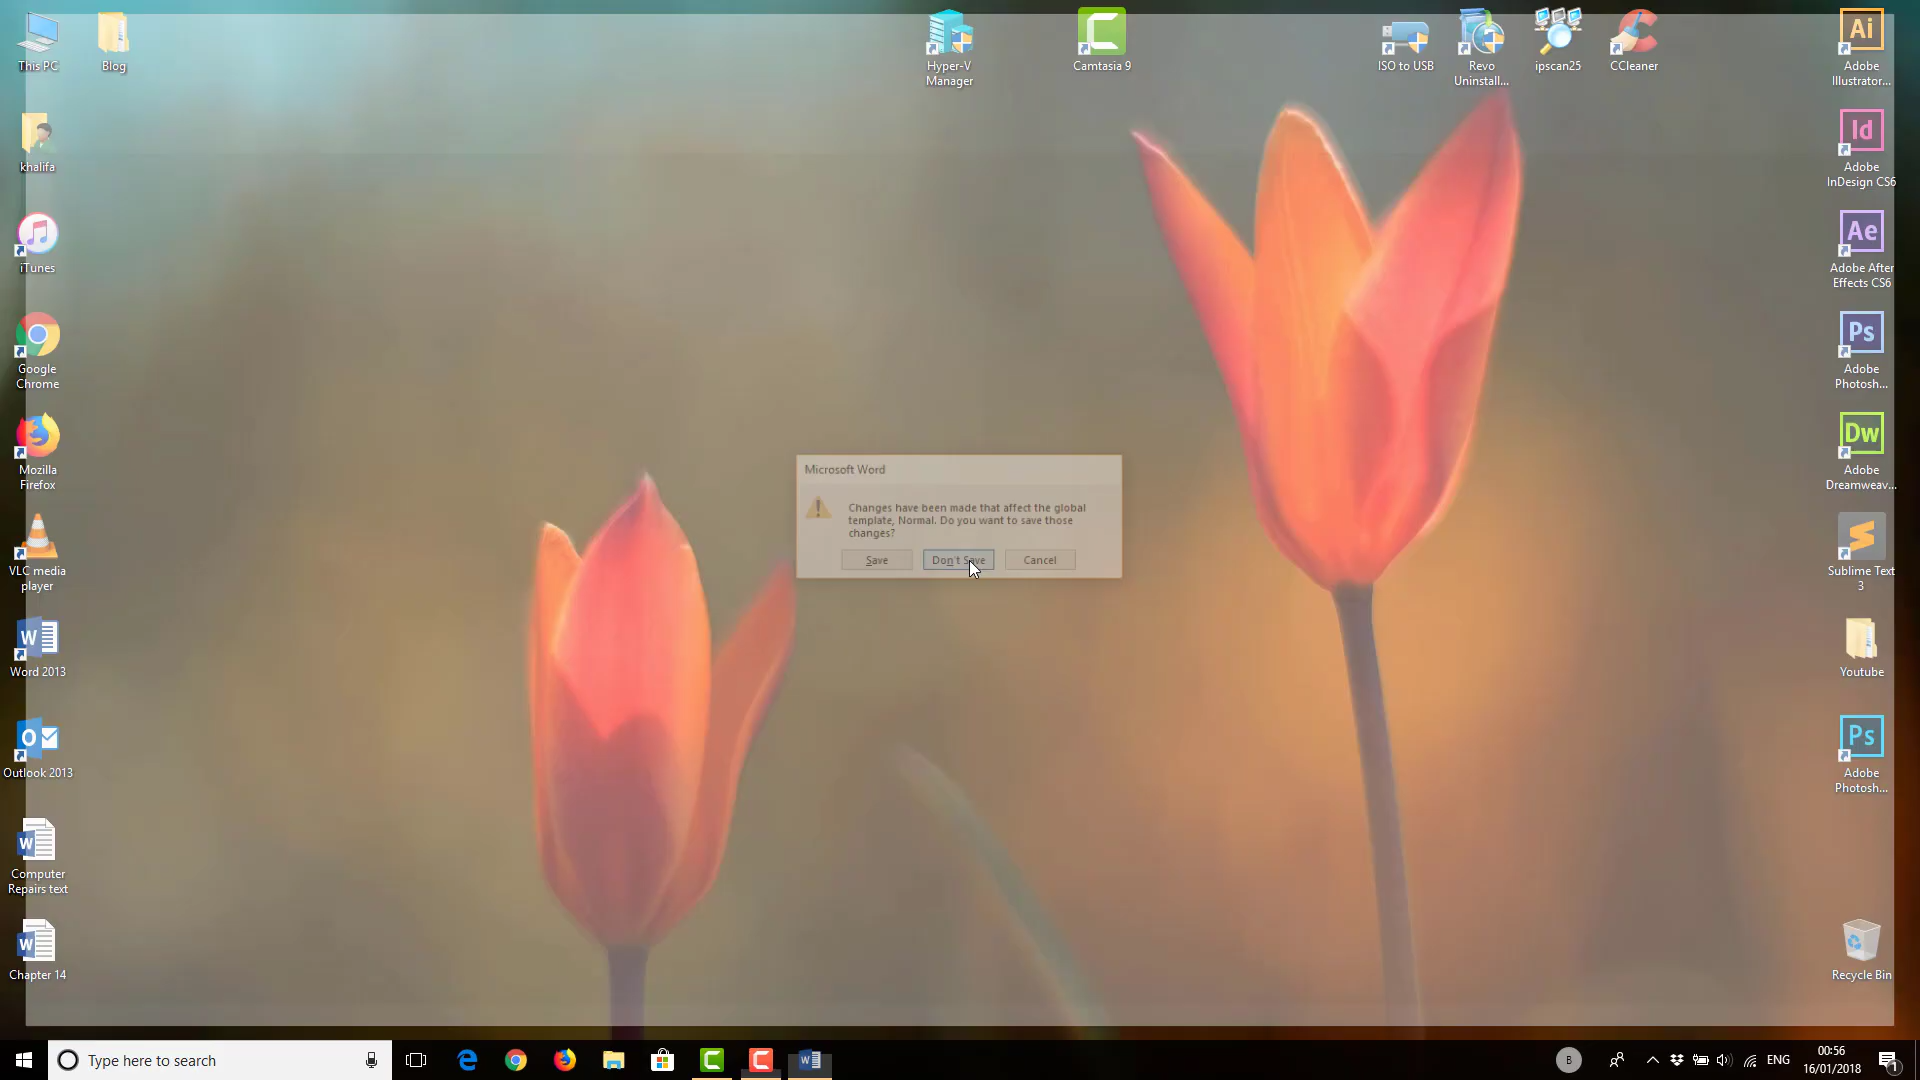 This PC
Blog
Hyper-V
Manager
Camtasia 9
ISO to USB
Revo
Uninstall...
ipscan25
CCleaner
Ai
Adobe
Illustrator...
khalifa
Id
Adobe
InDesign CS6
iTunes
Ae
Adobe After
Effects CS6
Google
Chrome
Ps
Adobe
Photosh...
Mozilla
Firefox
Dw
Adobe
Dreamweav...
Microsoft Word
Changes have been made that affect the global
template, Normal. Do you want to save those
changes?
Save
Don't Save
Cancel
VLC media
player
Sublime Text
3
W
Word 2013
Youtube
O
Outlook 2013
Ps
Adobe
Photosh...
W
Computer
Repairs text
W
Chapter 14
Recycle Bin
Type here to search
W
B
ENG
00:56
16/01/2018
1